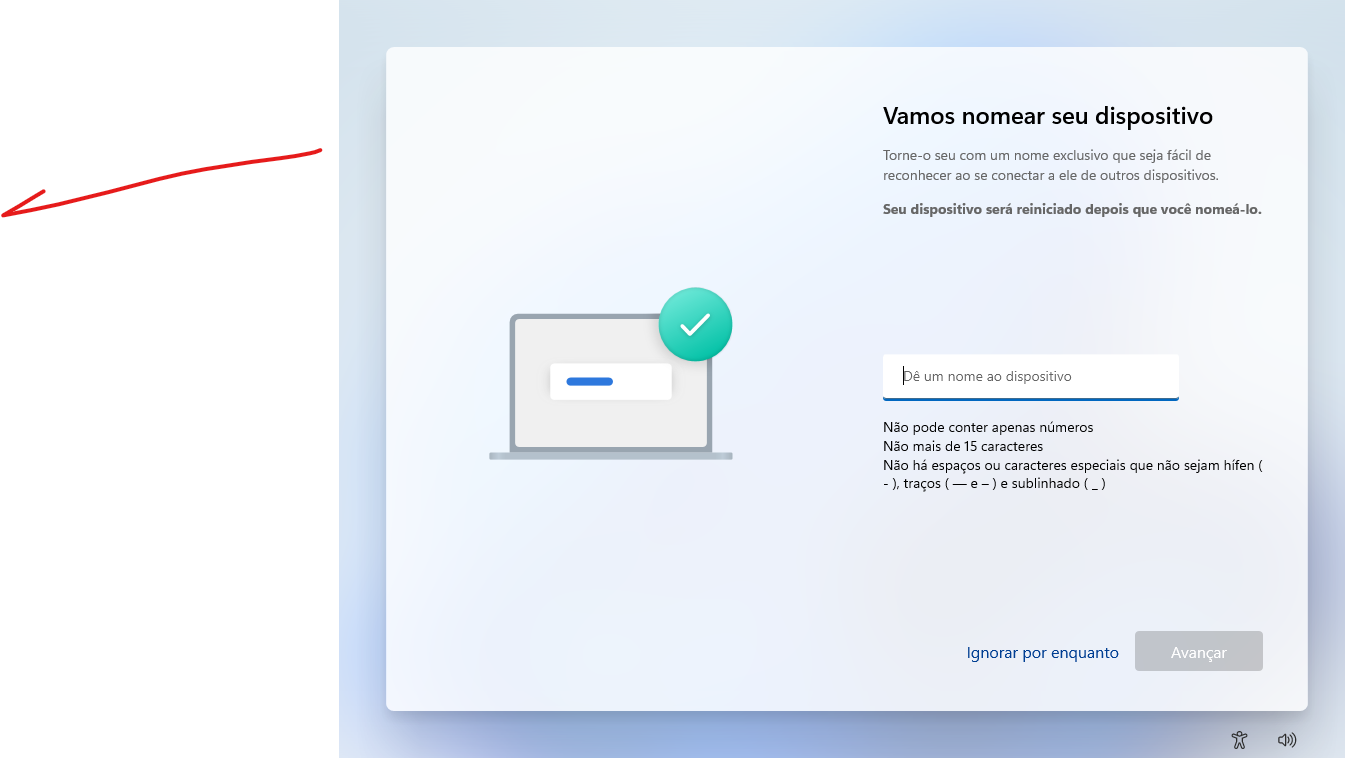 Vamos nomear seu dispositivo
Torne-o seu com um nome exclusivo que seja fácil de
reconhecer ao se conectar a ele de outros dispositivos.
Seu dispositivo será reiniciado depois que você nomeá-lo.
Dê um nome ao dispositivo
Não pode conter apenas números
Não mais de 15 caracteres
Não há espaços ou caracteres especiais que não sejam hífen (
- ), traços ( — e – ) e sublinhado ( _ )
Ignorar por enquanto
Avançar